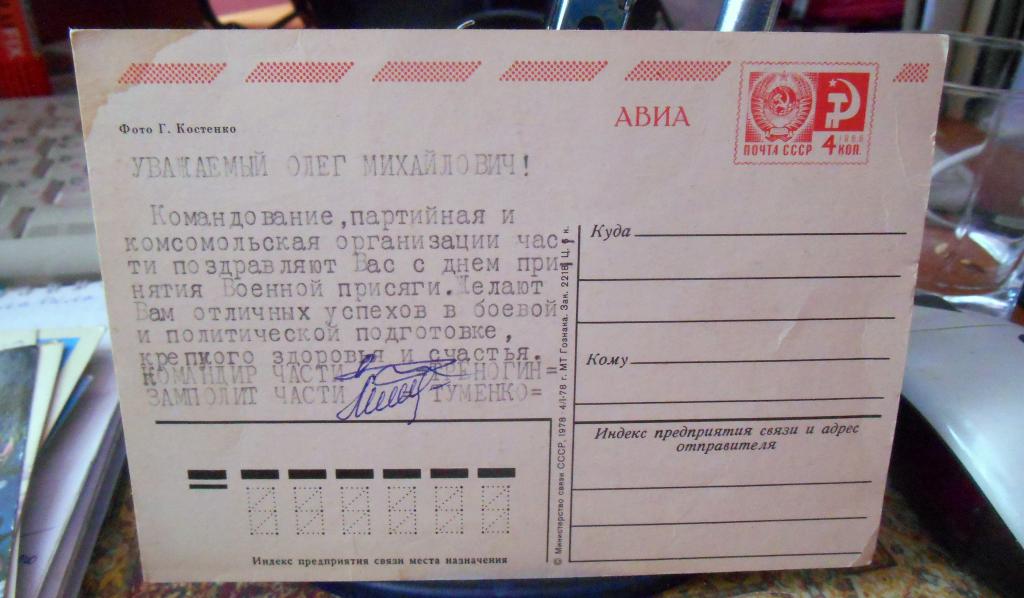 АВИА
1966
ПОЧТА СССР 4 КОП.
Фото Г. Костенко
УВАЖАЕМЫЙ ОЛЕГ МИХАЙЛОВИЧ!
Командование,партийная и
комсомольская организации час-
ти поздравляют Вас с днем при-
нятия Военной присяги.Желают
Вам отличных успехов в боевой
и политической подготовке,
крепкого здоровья и счастья.
КОМАНДИР ЧАСТИ
ЗАМПОЛИТ ЧАСТИ ТУМЕНКО=
Куда
Кому
Индекс предприятия связи и адрес
отправителя
Индекс предприятия связи места назначения
© Министерство связи СССР, 1978 · 4/I-78 г. МТ Гознака. Зак. 2218. Ц. к.